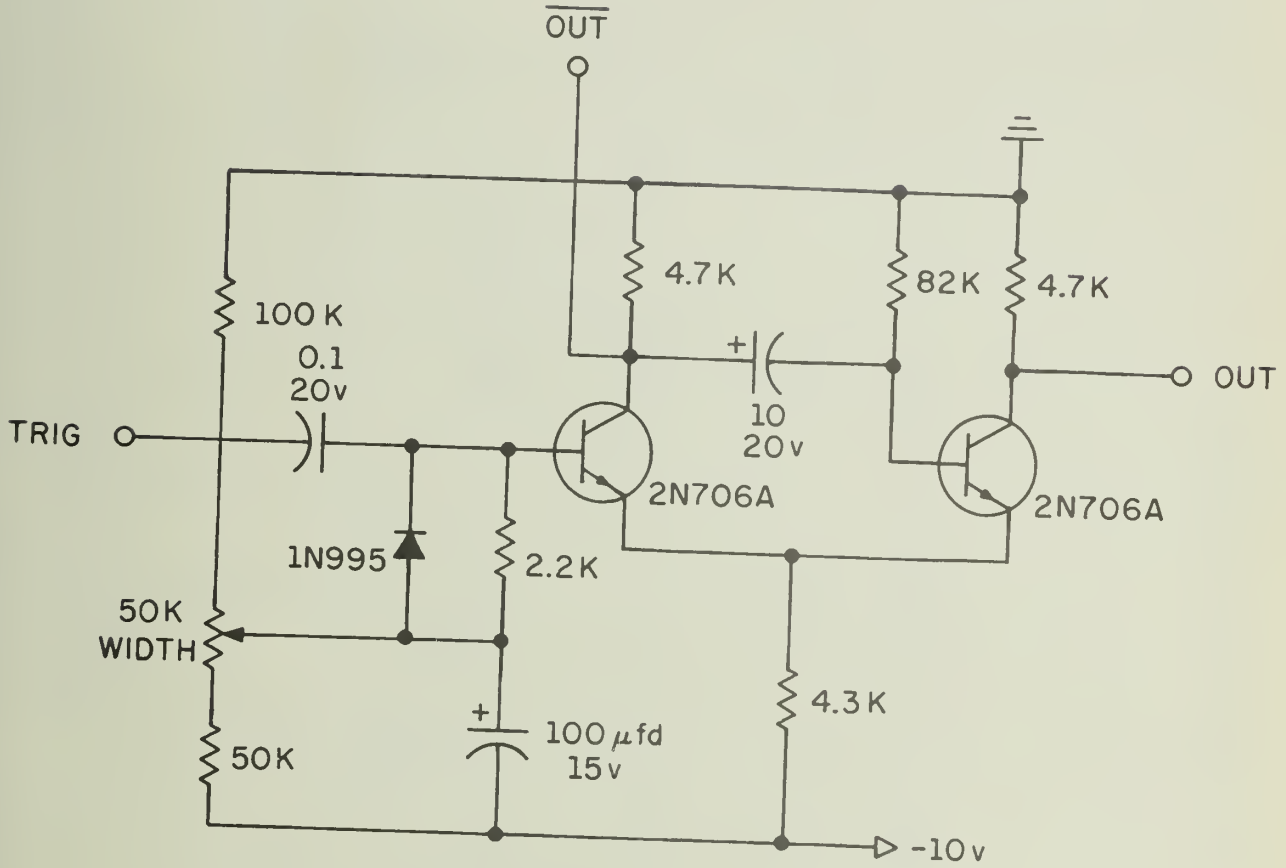 OUT
4.7K
82K
4.7K
100K
0.1
20v
OUT
10
20v
TRIG
2N706A
2N706A
1N995
2.2K
50K
WIDTH
4.3K
+
+
100 μfd
15v
50K
-10v